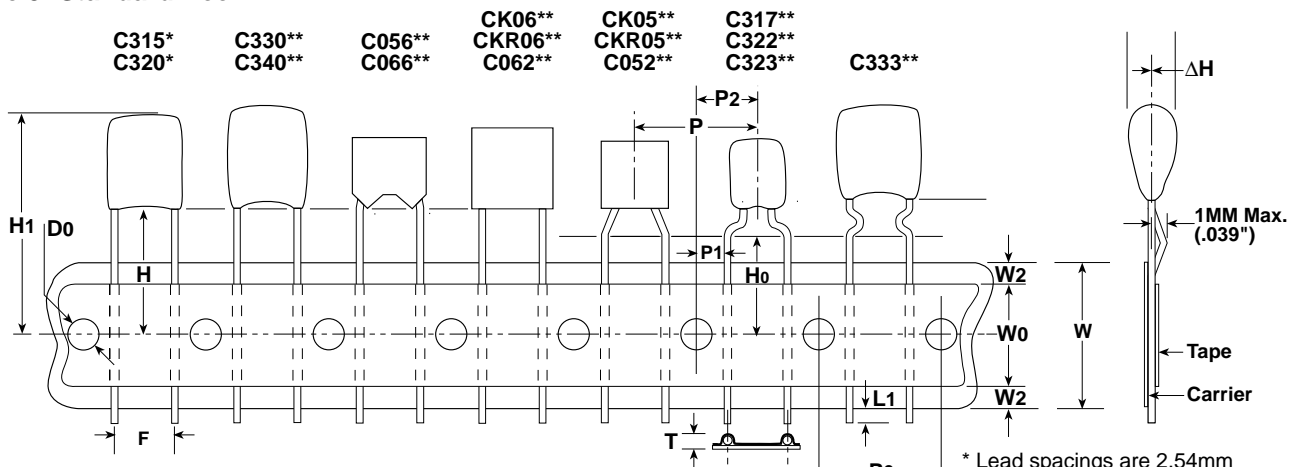 CK06** CK05** C317**
C315* C330** C056** CKR06** CKR05** C322**
C320* C340** C066** C062** C052** C323** C333**
ΔH
P2
P
H1
D0
1MM Max.
(.039")
H
P1
H0
W2
W0
W
Tape
W2
Carrier
L1
F
T
* Lead spacings are 2.54mm